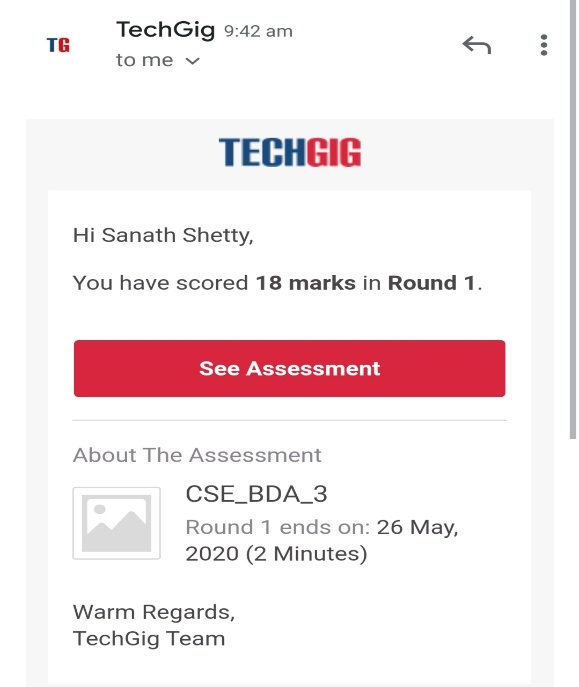 TG
TechGig 9:42 am
to me
TECHGIG
Hi Sanath Shetty,
You have scored 18 marks in Round 1.
See Assessment
About The Assessment
CSE_BDA_3
Round 1 ends on: 26 May,
2020 (2 Minutes)
Warm Regards,
TechGig Team